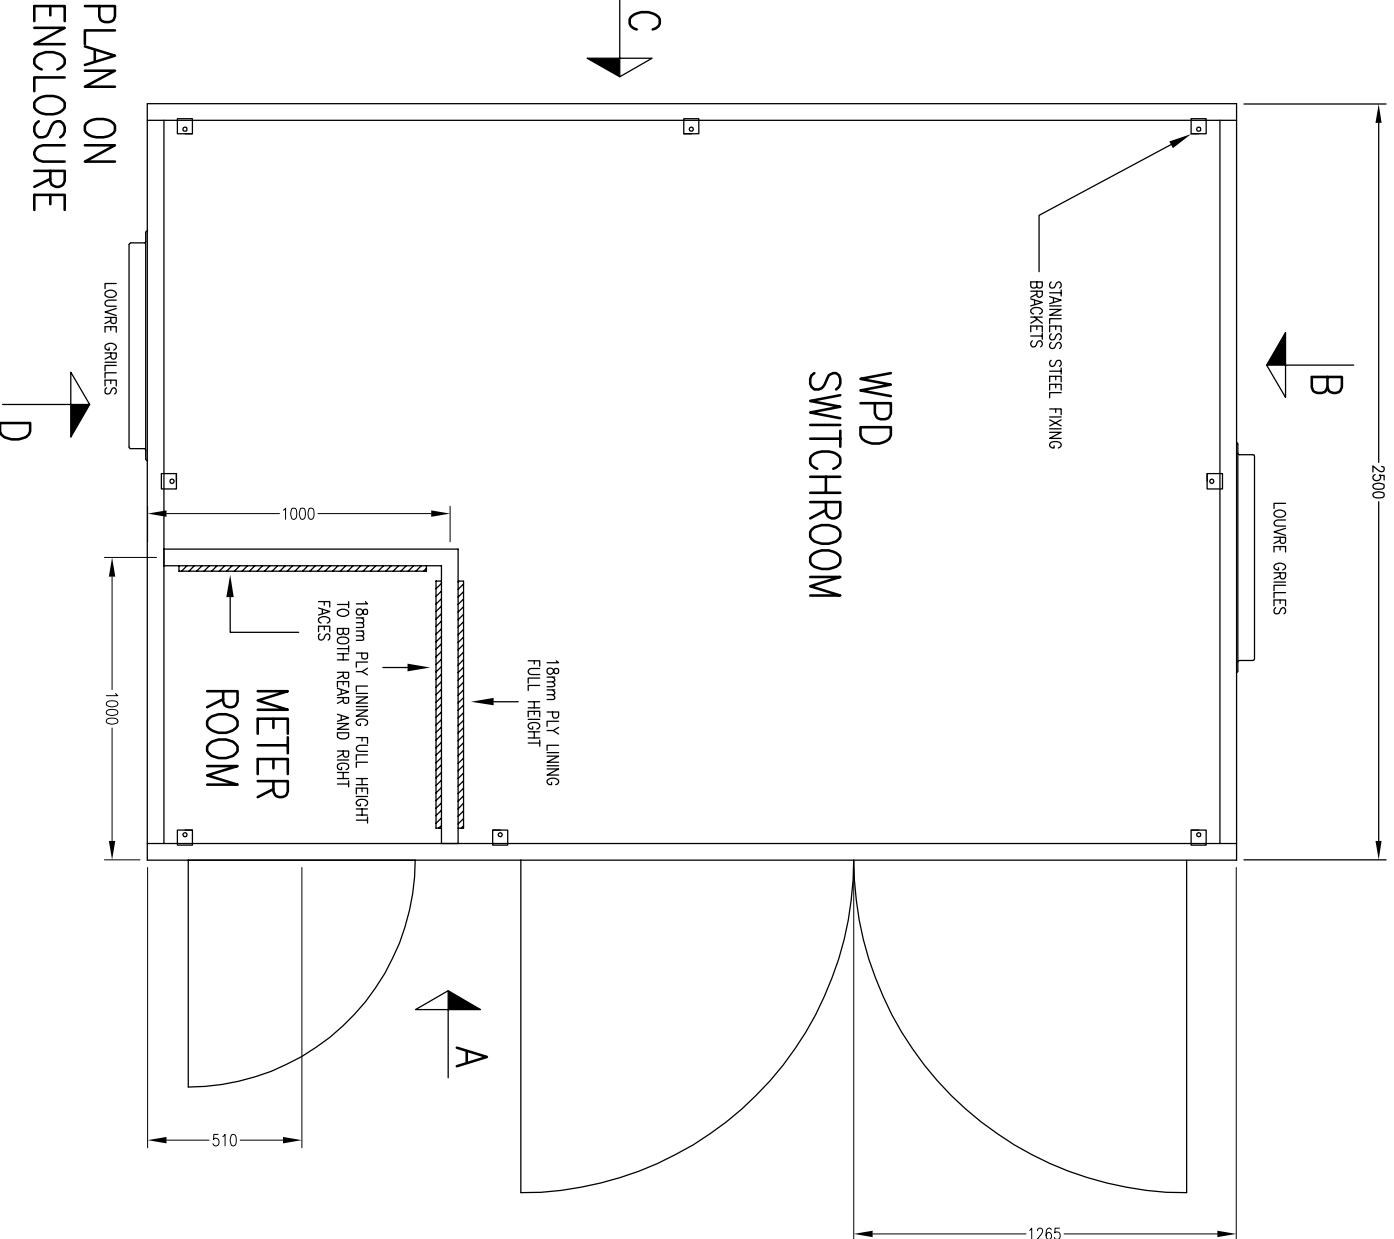 PLAN ON
ENCLOSURE
C
B
D
A
2500
LOUVRE GRILLES
LOUVRE GRILLES
STAINLESS STEEL FIXING
BRACKETS
WPD
SWITCHROOM
1000
1000
18mm PLY LINING
FULL HEIGHT
18mm PLY LINING FULL HEIGHT
TO BOTH REAR AND RIGHT
FACES
METER
ROOM
510
1265